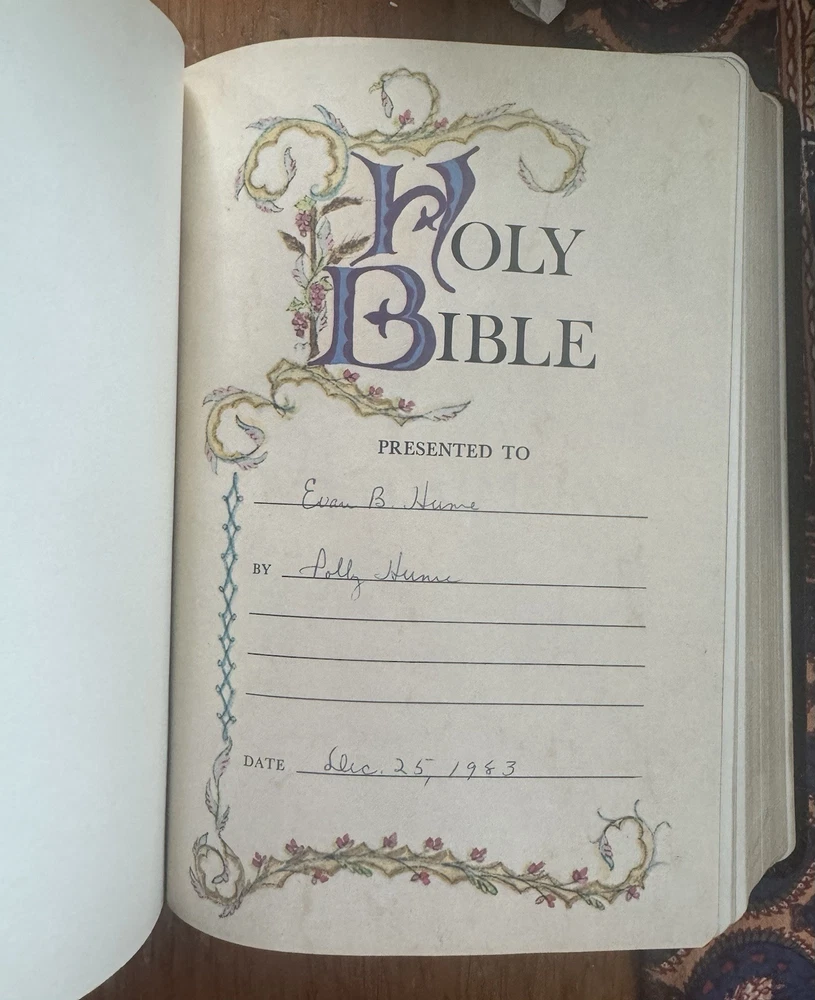 HOLY
BIBLE
PRESENTED TO
Evan B. Hume
BY Polly Hume
DATE Dec. 25, 1983